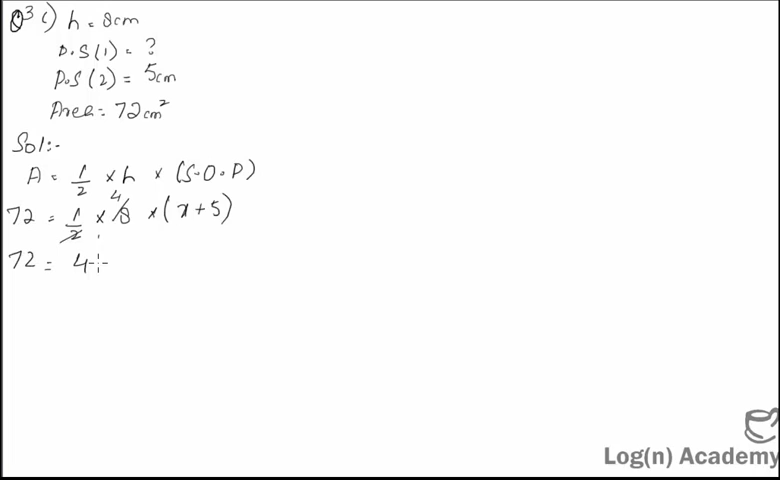 Q3 i) h = 8cm
P.S(1) = ?
P.S(2) = 5cm
Area = 72cm²
Sol:-
A = 1/2 × h × (S.O.P)
4
72 = 1/2 × 8 × (x+5)
72 = 4
Log(n) Academy